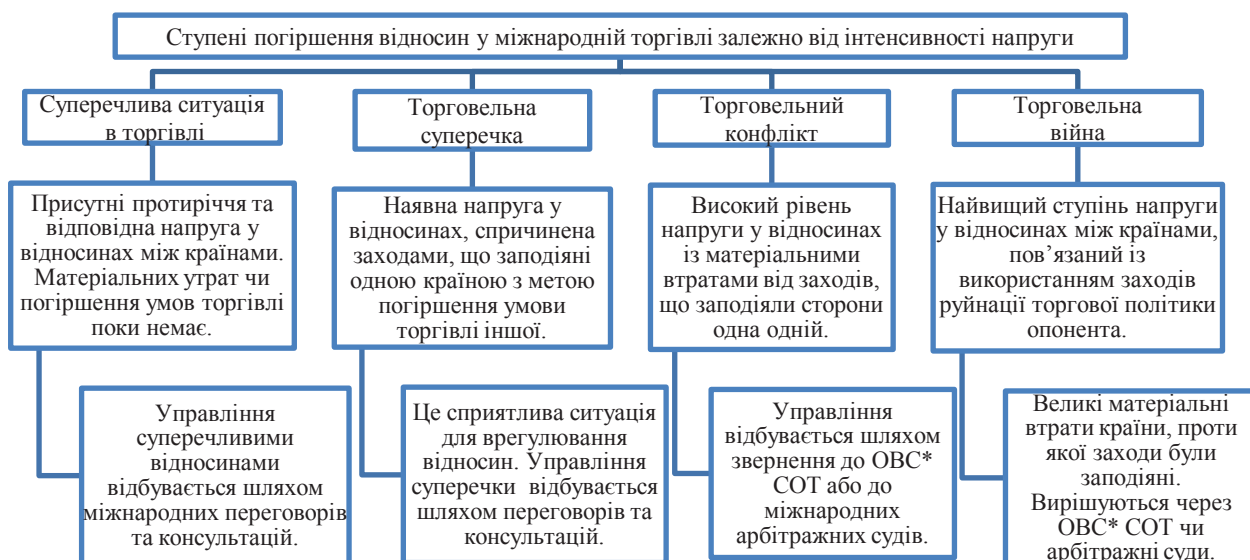 Ступені погіршення відносин у міжнародній торгівлі залежно від інтенсивності напруги
Суперечлива ситуація
в торгівлі
Торговельна
суперечка
Торговельний
конфлікт
Торговельна
війна
Присутні протиріччя та
відповідна напруга у
відносинах між країнами.
Матеріальних утрат чи
погіршення умов торгівлі
поки немає.
Наявна напруга у
відносинах, спричинена
заходами, що заподіяні
одною країною з метою
погіршення умови
торгівлі іншої.
Високий рівень
напруги у відносинах
із матеріальними
втратами від заходів,
що заподіяли сторони
одна одній.
Найвищий ступінь напруги
у відносинах між країнами,
пов’язаний із
використанням заходів
руйнації торгової політики
опонента.
Управління
суперечливими
відносинами
відбувається шляхом
міжнародних переговорів
та консультацій.
Це сприятлива ситуація
для врегулювання
відносин. Управління
суперечки відбувається
шляхом переговорів та
консультацій.
Управління
відбувається шляхом
звернення до ОВС*
СОТ або до
міжнародних
арбітражних судів.
Великі матеріальні
втрати країни, проти
якої заходи були
заподіяні.
Вирішуються через
ОВС* СОТ чи
арбітражні суди.